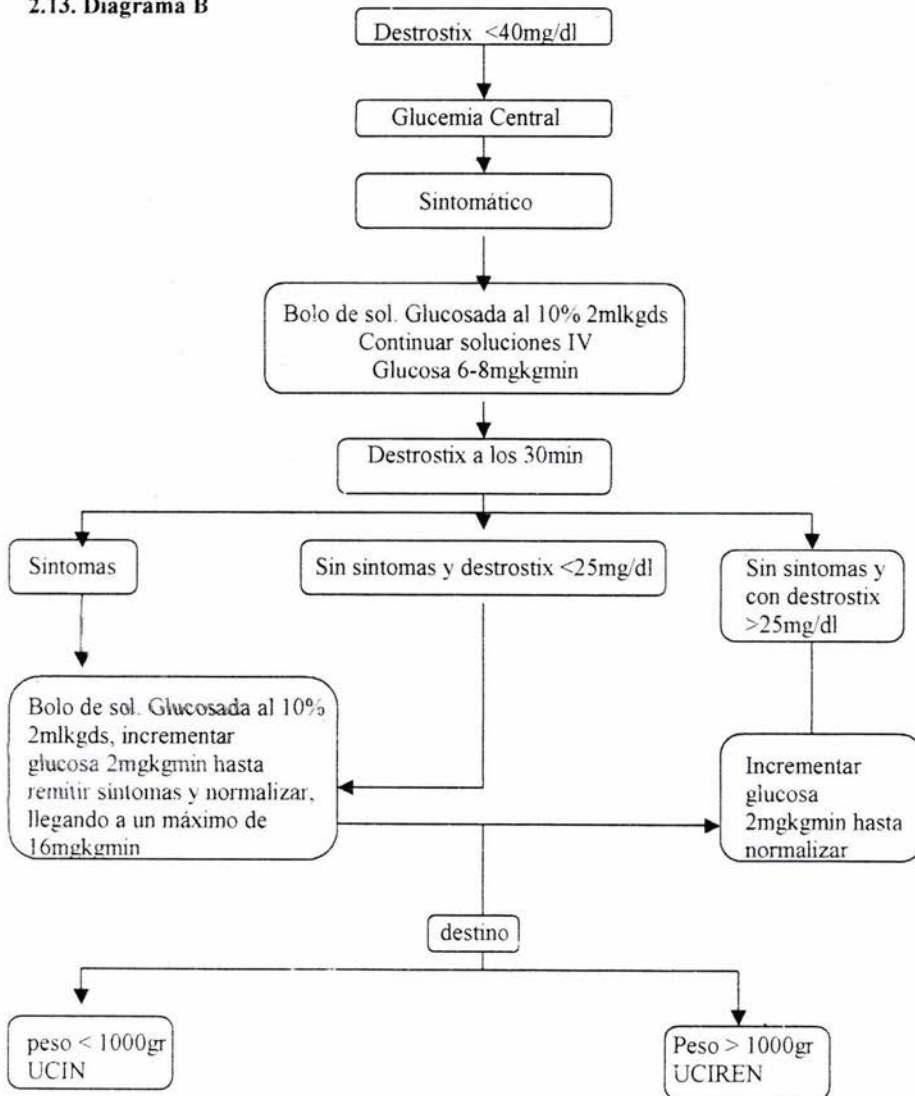 2.13. Diagrama B
Destrostix <40mg/dl
Glucemia Central
Sintomático
Bolo de sol. Glucosada al 10% 2mlkgds
Continuar soluciones IV
Glucosa 6-8mgkgmin
Destrostix a los 30min
Síntomas
Sin sintomas y destrostix <25mg/dl
Sin sintomas y
con destrostix
>25mg/dl
Bolo de sol. Glucosada al 10%
2mlkgds, incrementar
glucosa 2mgkgmin hasta
remitir síntomas y normalizar,
llegando a un máximo de
16mgkgmin
Incrementar
glucosa
2mgkgmin hasta
normalizar
destino
peso < 1000gr
UCIN
Peso > 1000gr
UCIREN